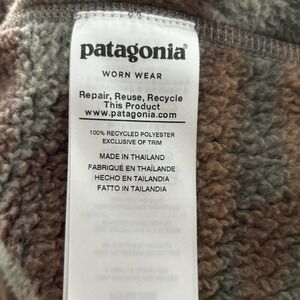 patagonia®
WORN WEAR
Repair, Reuse, Recycle
This Product
www.patagonia.com
100% RECYCLED POLYESTER
EXCLUSIVE OF TRIM
MADE IN THAILAND
FABRIQUÉ EN THAÏLANDE
HECHO EN TAILANDIA
FATTO IN TAILANDIA